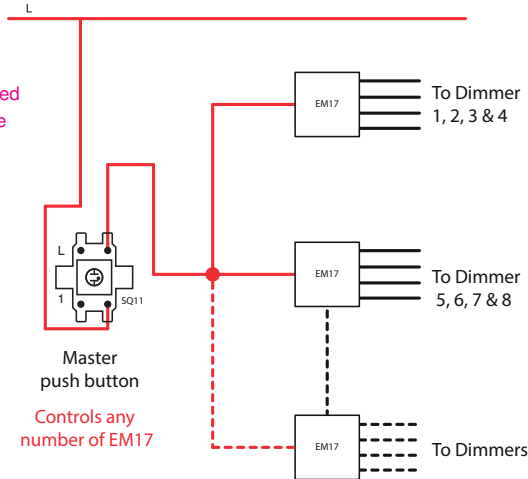 L
ed
e
EM17
To Dimmer
1, 2, 3 & 4
L
1
SQ11
EM17
To Dimmer
5, 6, 7 & 8
Master
push button
Controls any
number of EM17
EM17
To Dimmers